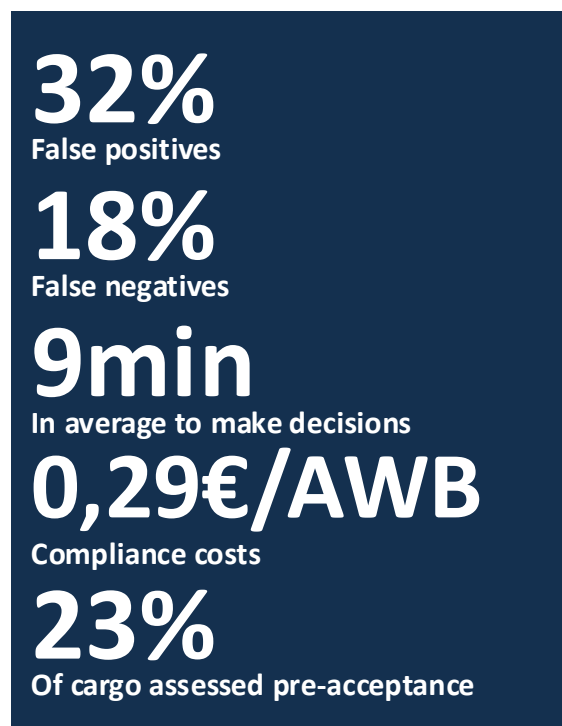 32%
False positives
18%
False negatives
9min
In average to make decisions
0,29€/AWB
Compliance costs
23%
Of cargo assessed pre-acceptance